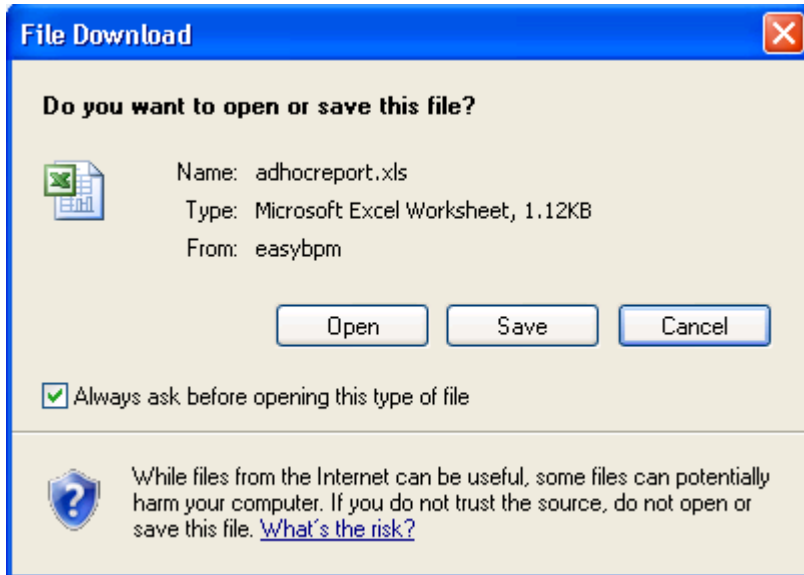 File Download
Do you want to open or save this file?
Name: adhocreport.xls
Type: Microsoft Excel Worksheet, 1.12KB
From: easybpm
Open Save Cancel
Always ask before opening this type of file
While files from the Internet can be useful, some files can potentially
harm your computer. If you do not trust the source, do not open or
save this file. What's the risk?